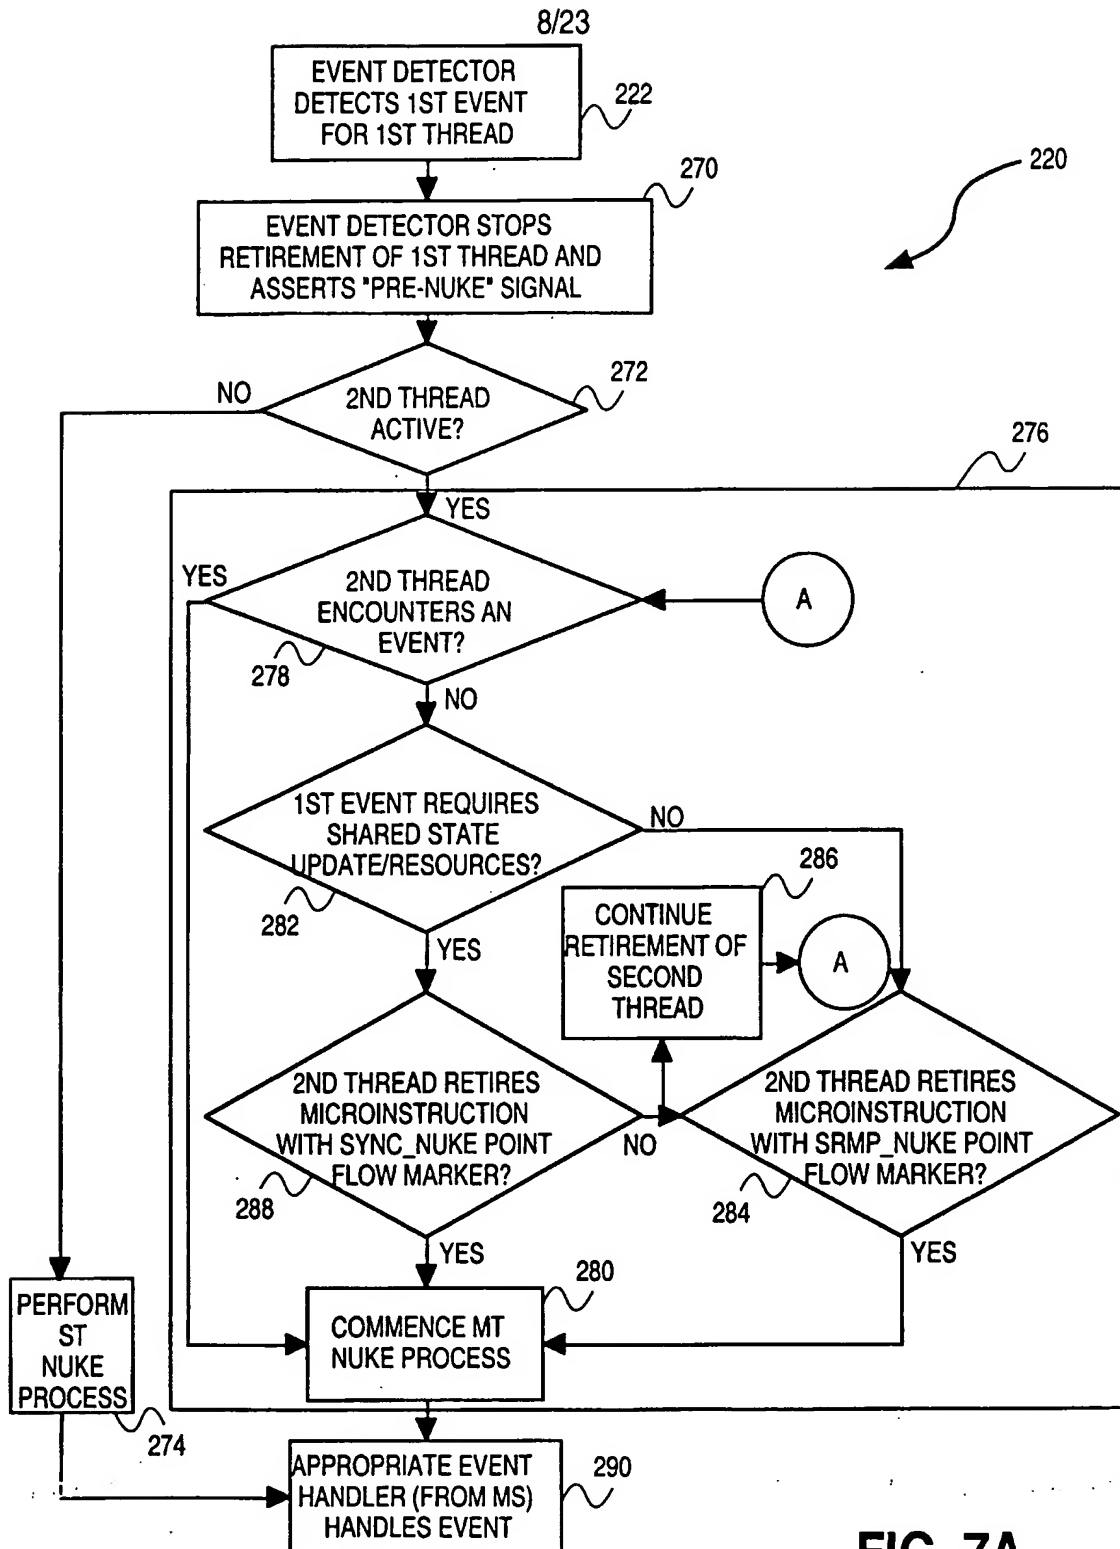 8/23
EVENT DETECTOR
DETECTS 1ST EVENT
FOR 1ST THREAD
222
220
270
EVENT DETECTOR STOPS
RETIREMENT OF 1ST THREAD AND
ASSERTS "PRE-NUKE" SIGNAL
272
NO
2ND THREAD
ACTIVE?
276
YES
YES
2ND THREAD
ENCOUNTERS AN
EVENT?
A
278
NO
1ST EVENT REQUIRES
SHARED STATE
UPDATE/RESOURCES?
NO
282
286
CONTINUE
RETIREMENT OF
SECOND
THREAD
A
YES
2ND THREAD RETIRES
MICROINSTRUCTION
WITH SYNC_NUKE POINT
FLOW MARKER?
NO
288
2ND THREAD RETIRES
MICROINSTRUCTION
WITH SRMP_NUKE POINT
FLOW MARKER?
284
YES
YES
280
COMMENCE MT
NUKE PROCESS
PERFORM
ST
NUKE
PROCESS
274
APPROPRIATE EVENT
HANDLER (FROM MS)
HANDLES EVENT
290
FIG. 7A